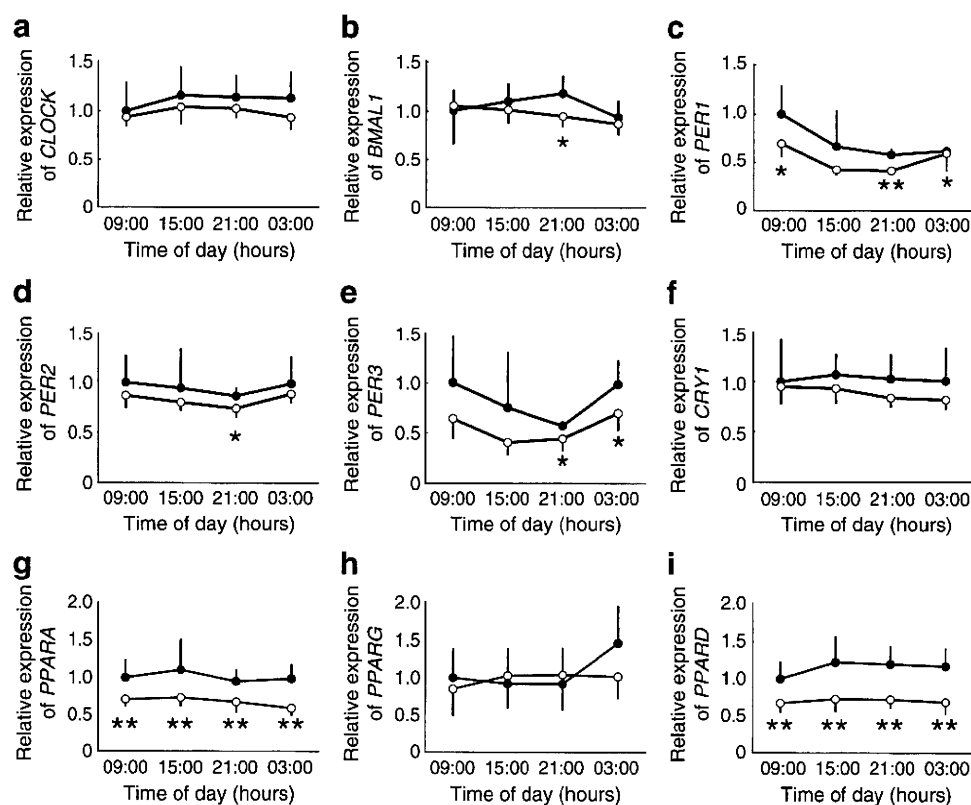 a
Relative expression
of CLOCK
1.5
1.0
0.5
0
09:00 15:00 21:00 03:00
Time of day (hours)
b
Relative expression
of BMAL1
1.5
1.0
0.5
0
*
09:00 15:00 21:00 03:00
Time of day (hours)
c
Relative expression
of PER1
1.5
1.0
0.5
0
* ** *
09:00 15:00 21:00 03:00
Time of day (hours)
d
Relative expression
of PER2
1.5
1.0
0.5
0
*
09:00 15:00 21:00 03:00
Time of day (hours)
e
Relative expression
of PER3
1.5
1.0
0.5
0
* *
09:00 15:00 21:00 03:00
Time of day (hours)
f
Relative expression
of CRY1
1.5
1.0
0.5
0
09:00 15:00 21:00 03:00
Time of day (hours)
g
Relative expression
of PPARA
2.0
1.5
1.0
0.5
0
** ** ** **
09:00 15:00 21:00 03:00
Time of day (hours)
h
Relative expression
of PPARG
2.0
1.5
1.0
0.5
0
09:00 15:00 21:00 03:00
Time of day (hours)
i
Relative expression
of PPARD
2.0
1.5
1.0
0.5
0
** ** ** **
09:00 15:00 21:00 03:00
Time of day (hours)